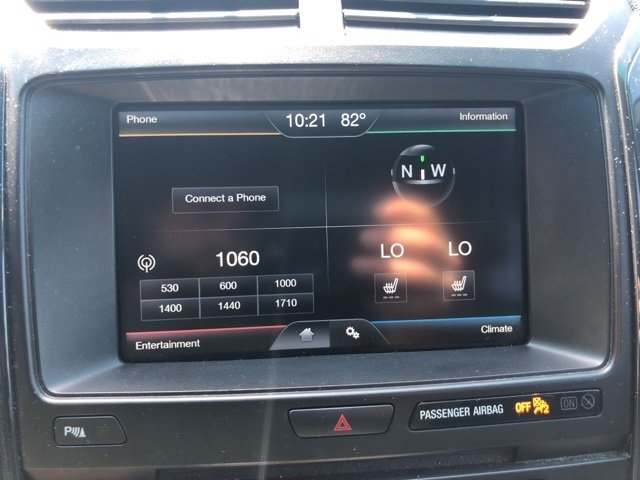 Phone 10:21 82° Information
N W
Connect a Phone
1060 LO LO
530 600 1000
1400 1440 1710
Entertainment Climate
P PASSENGER AIRBAG OFF 2 ON